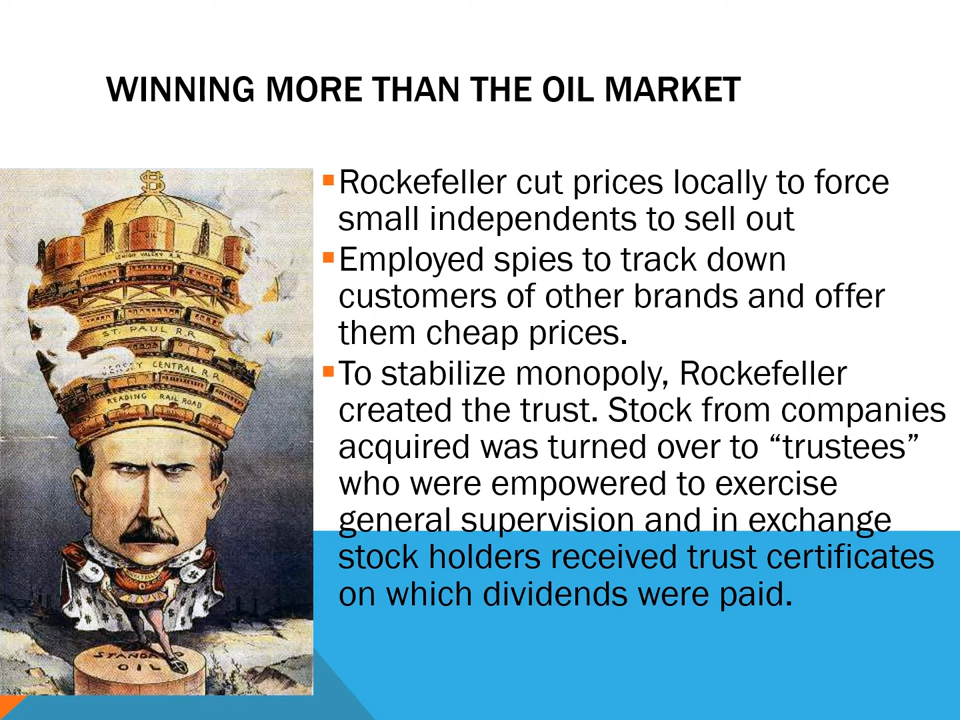 WINNING MORE THAN THE OIL MARKET
Rockefeller cut prices locally to force
small independents to sell out
Employed spies to track down
customers of other brands and offer
them cheap prices.
To stabilize monopoly, Rockefeller
created the trust. Stock from companies
acquired was turned over to “trustees”
who were empowered to exercise
general supervision and in exchange
stock holders received trust certificates
on which dividends were paid.
$
OIL
LEHIGH VALLEY R.R.
ST. PAUL R.R.
JERSEY CENTRAL R.R.
READING RAIL ROAD
STANDARD
OIL